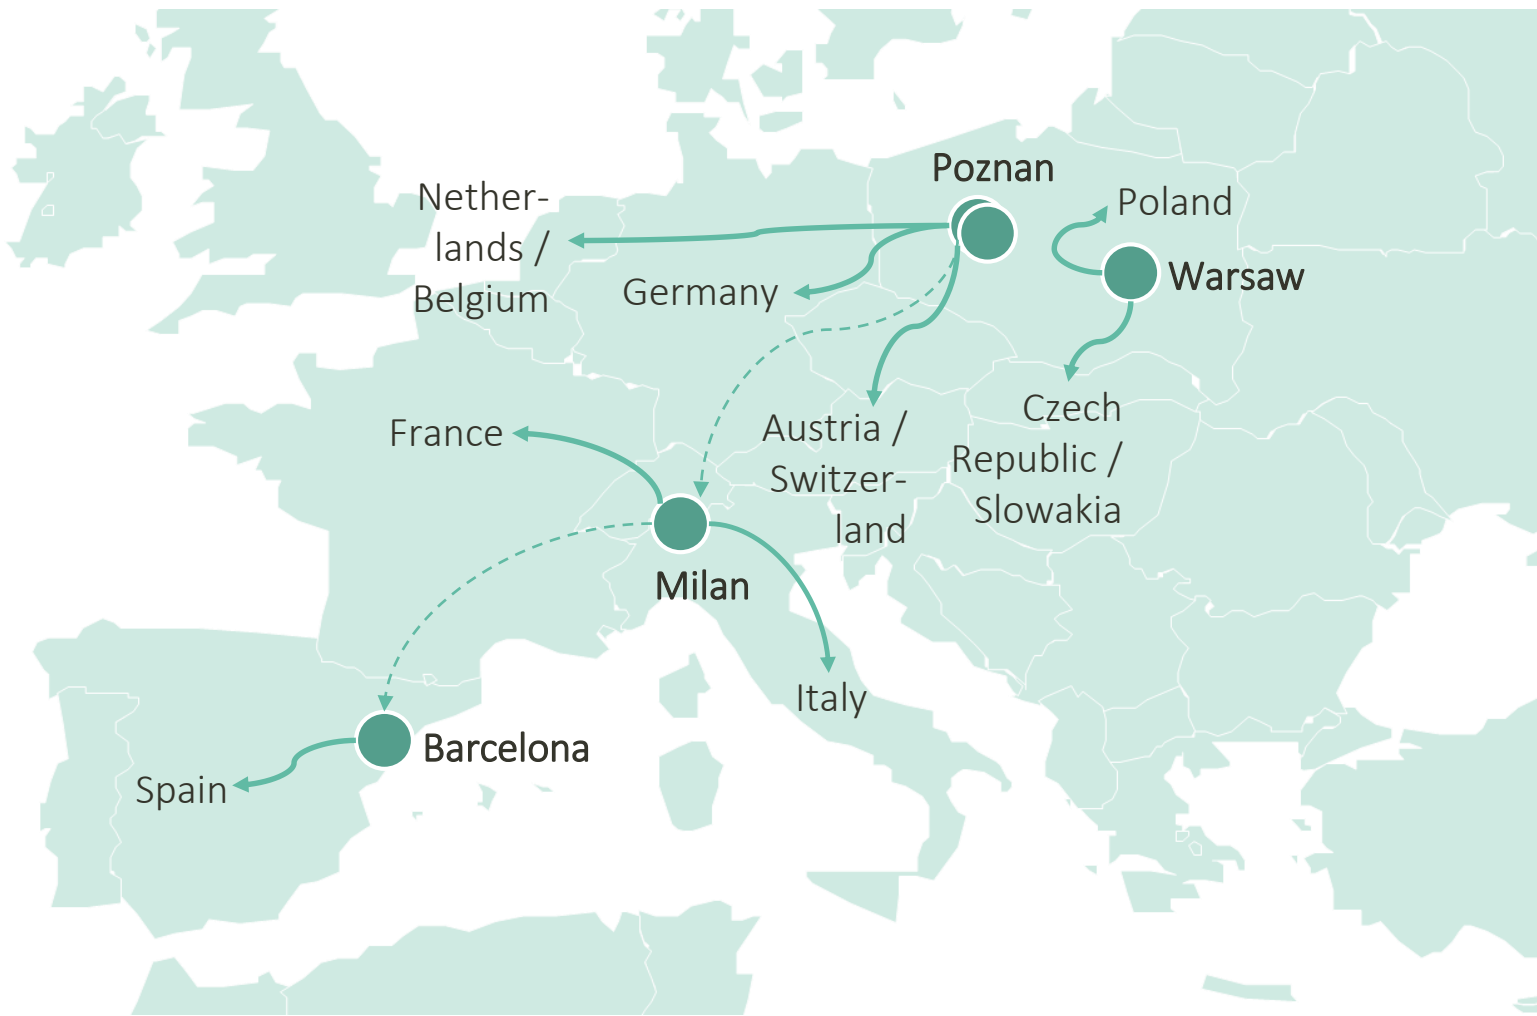 Poznan
Nether-
lands /
Belgium
Poland
Germany
Warsaw
France
Austria /
Switzer-
land
Czech
Republic /
Slowakia
Milan
Italy
Barcelona
Spain